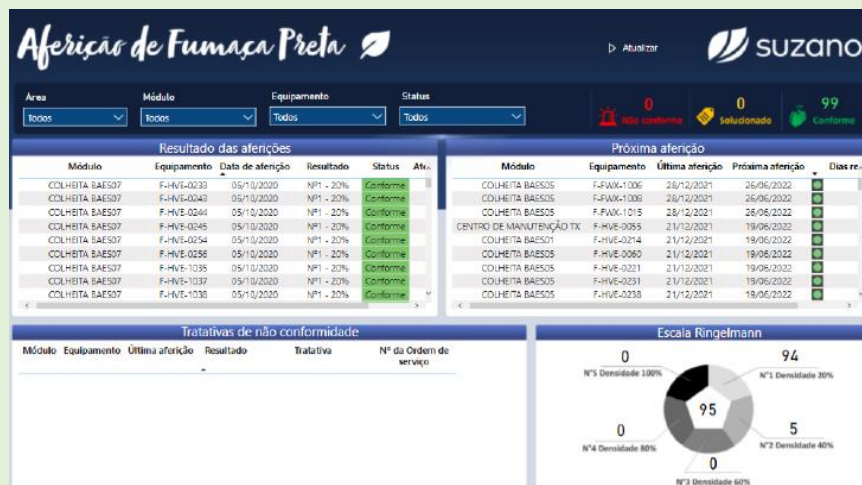 Aferição de Fumaça Preta
Atualizar
suzano
Área
Módulo
Equipamento
Status
Todos
Todos
Todos
Todos
0
Não conforme
0
Solucionado
99
Conforme
Resultado das aferições
Módulo Equipamento Data de aferição Resultado Status
COLHEITA BAES07 F-HVE-0233 05/10/2020 Nº1 - 20% Conforme
COLHEITA BAES07 F-HVE-0243 05/10/2020 Nº1 - 20% Conforme
COLHEITA BAES07 F-HVE-0244 05/10/2020 Nº1 - 20% Conforme
COLHEITA BAES07 F-HVE-0245 05/10/2020 Nº1 - 20% Conforme
COLHEITA BAES07 F-HVE-0254 05/10/2020 Nº1 - 20% Conforme
COLHEITA BAES07 F-HVE-0256 05/10/2020 Nº1 - 20% Conforme
COLHEITA BAES07 F-HVE-1035 05/10/2020 Nº1 - 20% Conforme
COLHEITA BAES07 F-HVE-1037 05/10/2020 Nº1 - 20% Conforme
COLHEITA BAES07 F-HVE-1038 05/10/2020 Nº1 - 20% Conforme
Próxima aferição
Módulo Equipamento Última aferição Próxima aferição Dias re
COLHEITA BAES05 F-FWX-1006 28/12/2021 26/06/2022
COLHEITA BAES05 F-FWX-1008 28/12/2021 26/06/2022
COLHEITA BAES05 F-FWX-1015 28/12/2021 26/06/2022
CENTRO DE MANUTENÇÃO TX F-HVE-0055 21/12/2021 19/06/2022
COLHEITA BAES01 F-HVE-0214 21/12/2021 19/06/2022
COLHEITA BAES05 F-HVE-0060 21/12/2021 19/06/2022
COLHEITA BAES05 F-HVE-0221 21/12/2021 19/06/2022
COLHEITA BAES05 F-HVE-0231 21/12/2021 19/06/2022
COLHEITA BAES05 F-HVE-0238 21/12/2021 19/06/2022
Tratativas de não conformidade
Módulo Equipamento Última aferição Resultado Tratativa Nº da Ordem de
serviço
Escala Ringelmann
0
N°5 Densidade 100%
94
N°1 Densidade 20%
95
0
N°4 Densidade 80%
5
N°2 Densidade 40%
0
N°3 Densidade 60%